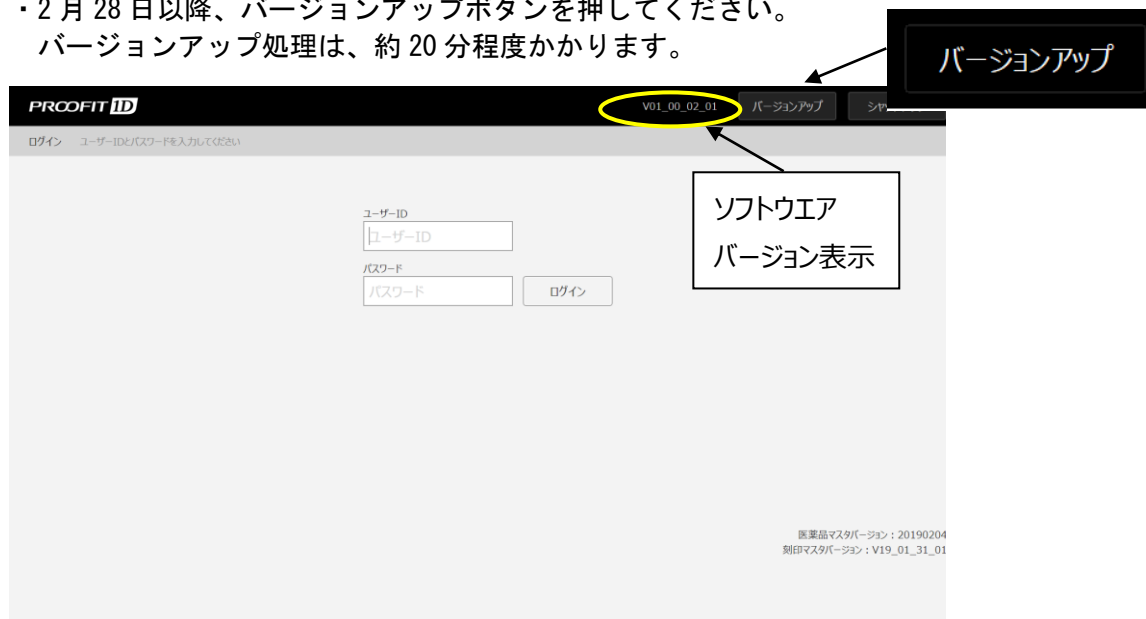 ・2月28日以降、バージョンアップボタンを押してください。
バージョンアップ処理は、約20分程度かかります。
バージョンアップ
PROOFIT ID
V01_00_02_01
バージョンアップ
ログイン ユーザーIDとパスワードを入力してください
ソフトウエア
バージョン表示
ユーザーID
ユーザーID
パスワード
パスワード
ログイン
医薬品マスタバージョン：20190204
刻印マスタバージョン：V19_01_31_01